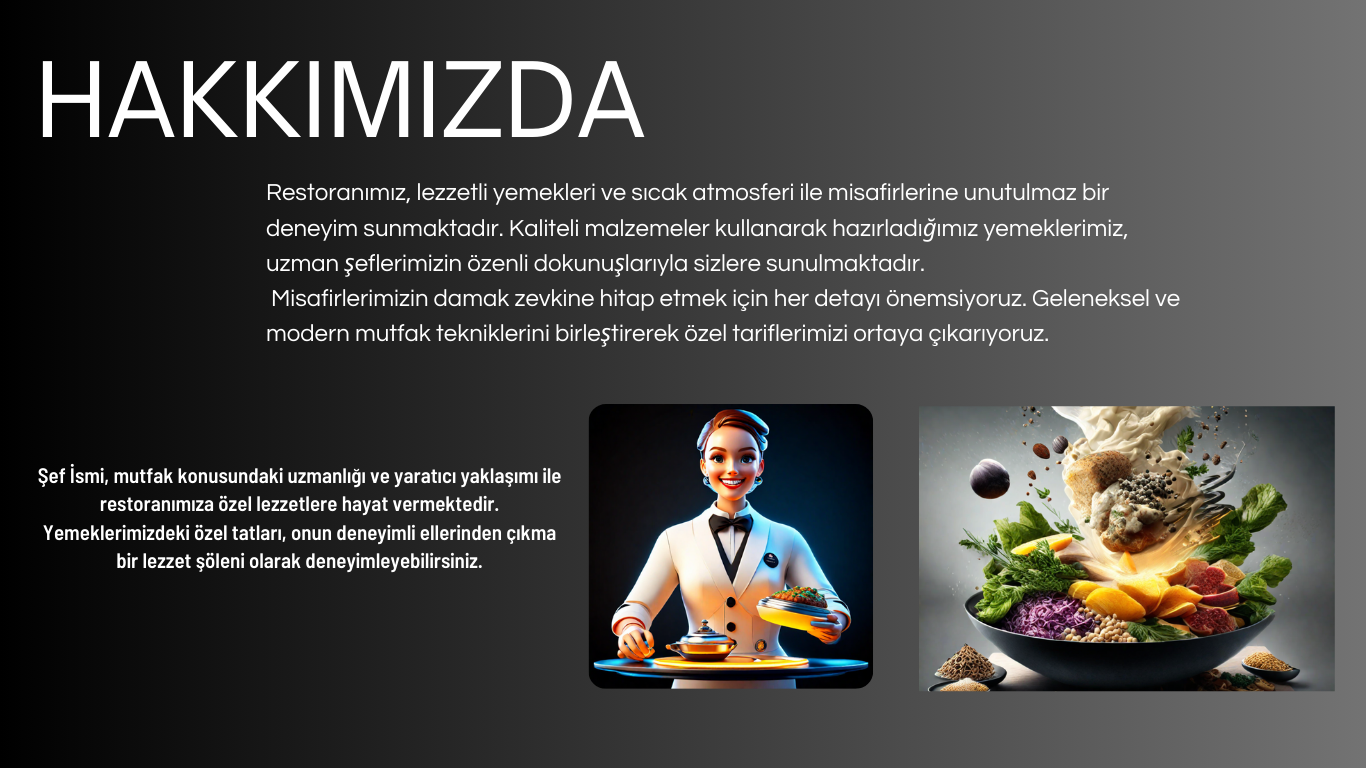 HAKKIMIZDA
Restoranımız, lezzetli yemekleri ve sıcak atmosferi ile misafirlerine unutulmaz bir
deneyim sunmaktadır. Kaliteli malzemeler kullanarak hazırladığımız yemeklerimiz,
uzman şeflerimizin özenli dokunuşlarıyla sizlere sunulmaktadır.
Misafirlerimizin damak zevkine hitap etmek için her detayı önemsiyoruz. Geleneksel ve
modern mutfak tekniklerini birleştirerek özel tariflerimizi ortaya çıkarıyoruz.
Şef İsmi, mutfak konusundaki uzmanlığı ve yaratıcı yaklaşımı ile
restoranımıza özel lezzetlere hayat vermektedir.
Yemeklerimizdeki özel tatları, onun deneyimli ellerinden çıkma
bir lezzet şöleni olarak deneyimleyebilirsiniz.